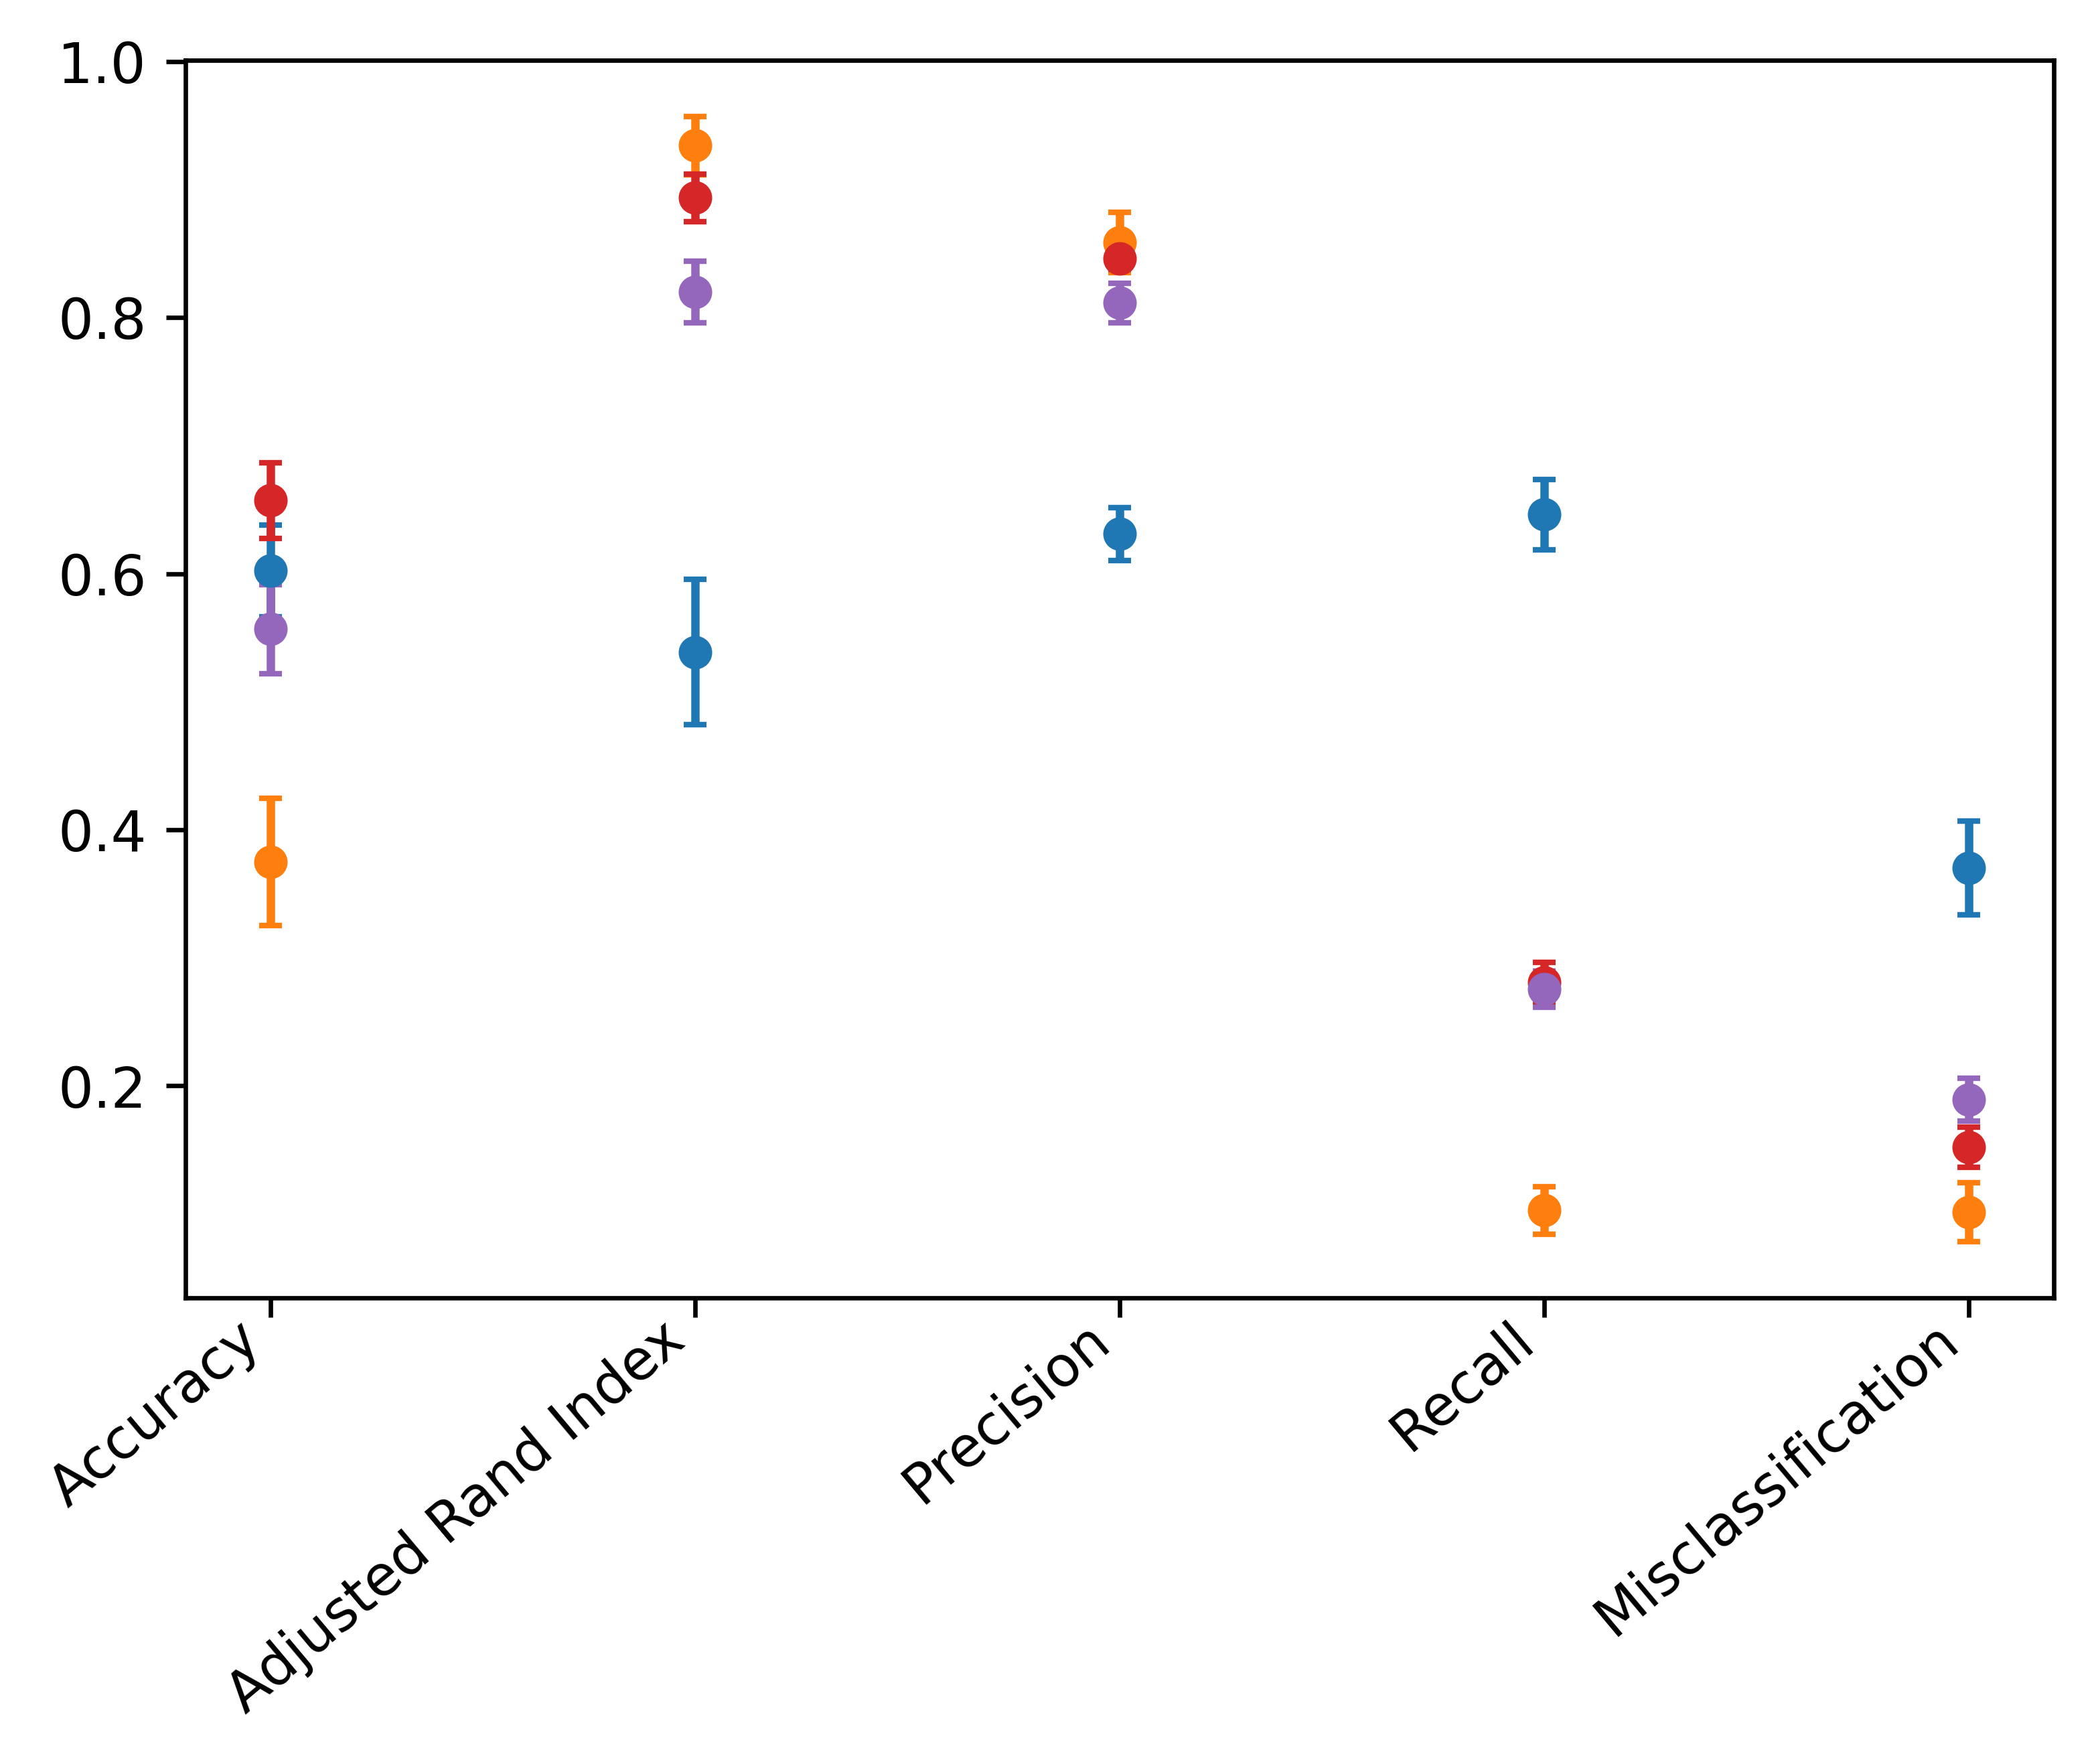 1.0
0.8
0.6
0.4
0.2
Accuracy
Adjusted Rand Index
Precision
Recall
Misclassification